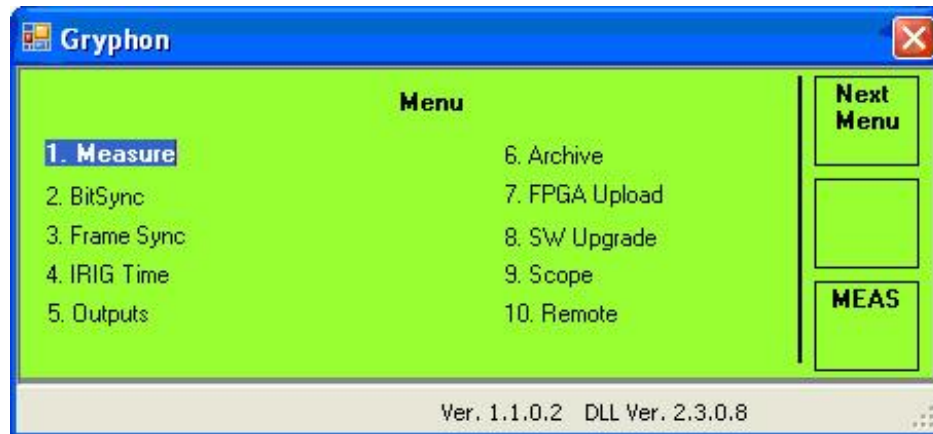 Gryphon
Menu
1. Measure
2. BitSync
3. Frame Sync
4. IRIG Time
5. Outputs
6. Archive
7. FPGA Upload
8. SW Upgrade
9. Scope
10. Remote
Next
Menu
MEAS
Ver. 1.1.0.2 DLL Ver. 2.3.0.8